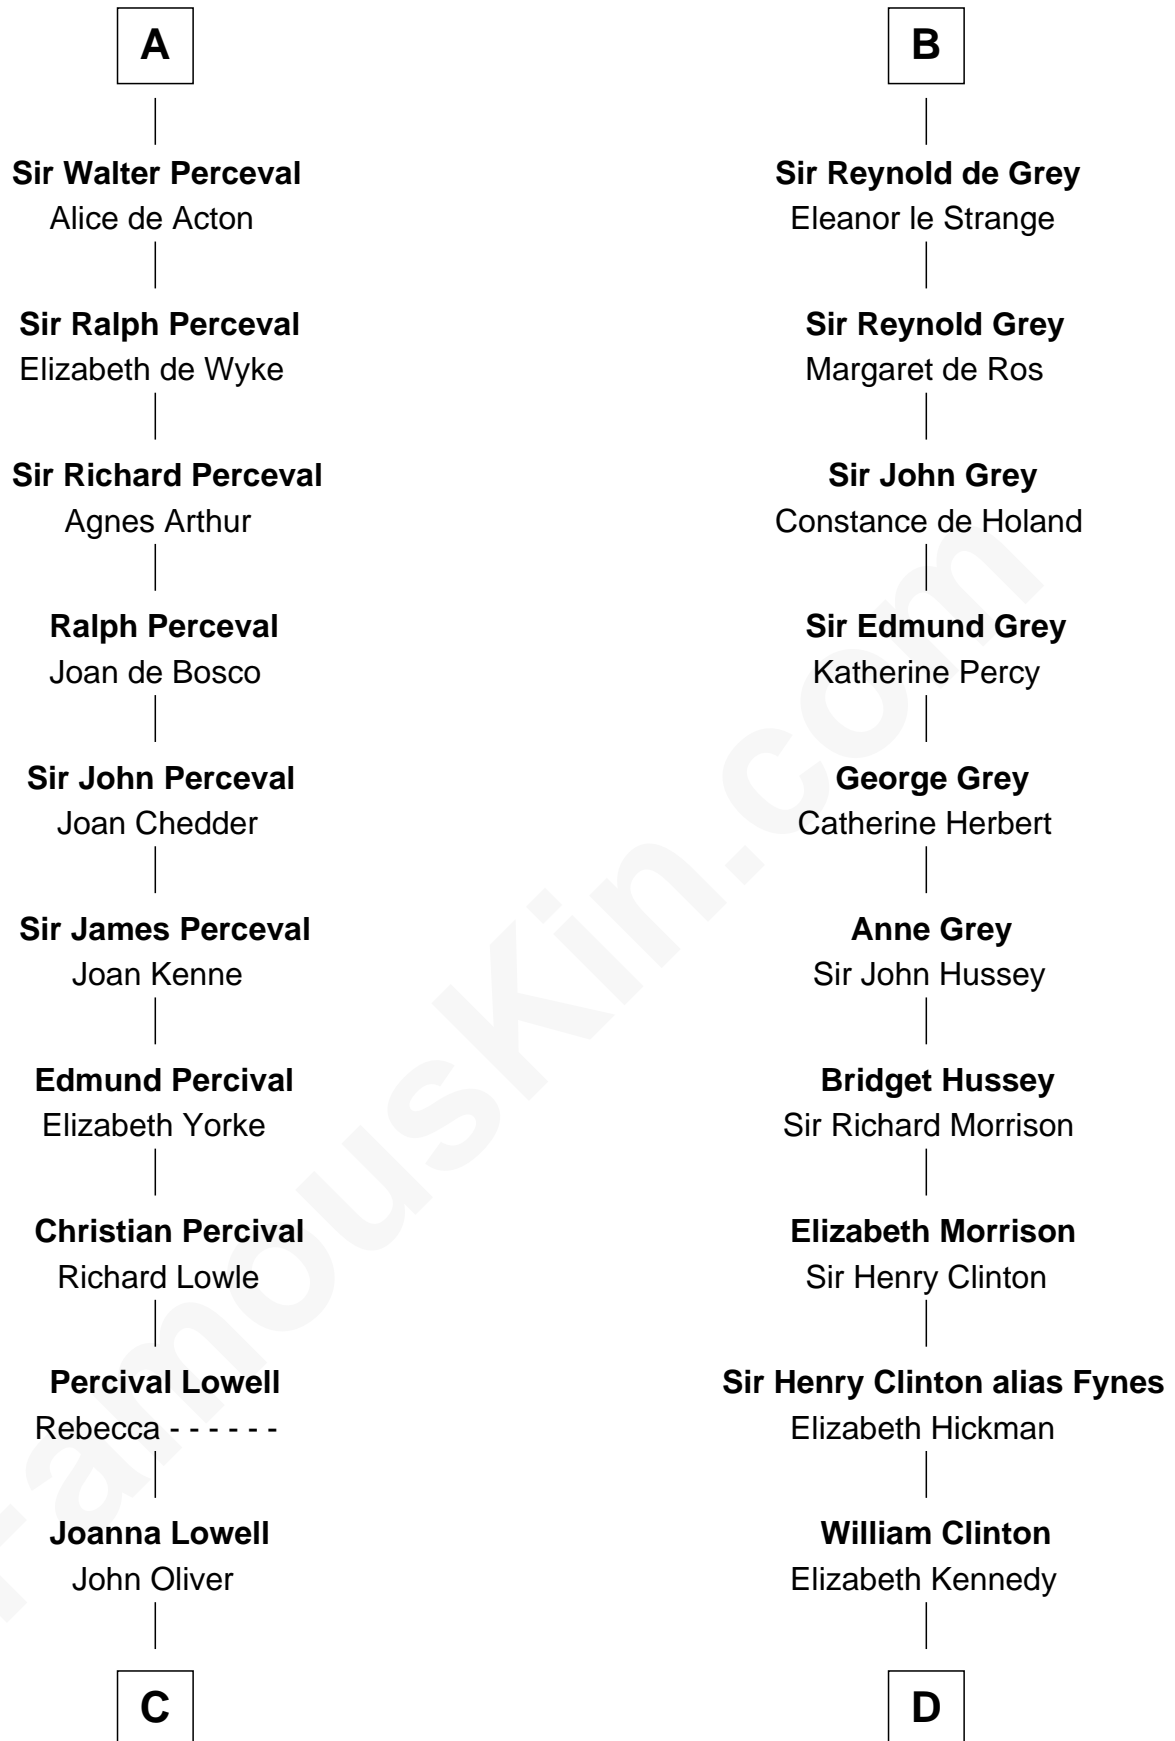 A
Sir Walter Perceval
Alice de Acton
Sir Ralph Perceval
Elizabeth de Wyke
Sir Richard Perceval
Agnes Arthur
Ralph Perceval
Joan de Bosco
Sir John Perceval
Joan Chedder
Sir James Perceval
Joan Kenne
Edmund Percival
Elizabeth Yorke
Christian Percival
Richard Lowle
Percival Lowell
Rebecca - - - - - -
Joanna Lowell
John Oliver
C
B
Sir Reynold de Grey
Eleanor le Strange
Sir Reynold Grey
Margaret de Ros
Sir John Grey
Constance de Holand
Sir Edmund Grey
Katherine Percy
George Grey
Catherine Herbert
Anne Grey
Sir John Hussey
Bridget Hussey
Sir Richard Morrison
Elizabeth Morrison
Sir Henry Clinton
Sir Henry Clinton alias Fynes
Elizabeth Hickman
William Clinton
Elizabeth Kennedy
D
FamousKin.com